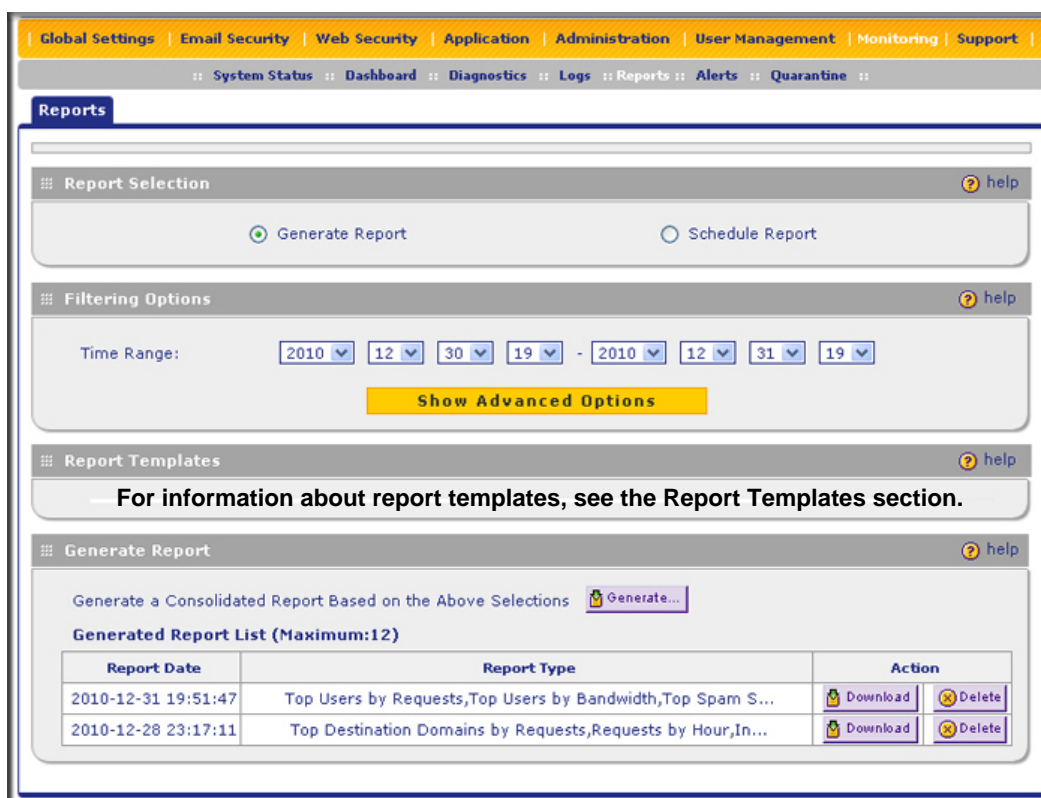 | Global Settings | Email Security | Web Security | Application | Administration | User Management | Monitoring | Support |
:: System Status :: Dashboard :: Diagnostics :: Logs :: Reports :: Alerts :: Quarantine ::
Reports
Report Selection ? help
Generate Report Schedule Report
Filtering Options ? help
Time Range: 2010 12 30 19 - 2010 12 31 19
Show Advanced Options
Report Templates ? help
For information about report templates, see the Report Templates section.
Generate Report ? help
Generate a Consolidated Report Based on the Above Selections Generate...
Generated Report List (Maximum:12)
Report Date Report Type Action
2010-12-31 19:51:47 Top Users by Requests,Top Users by Bandwidth,Top Spam S... Download Delete
2010-12-28 23:17:11 Top Destination Domains by Requests,Requests by Hour,In... Download Delete